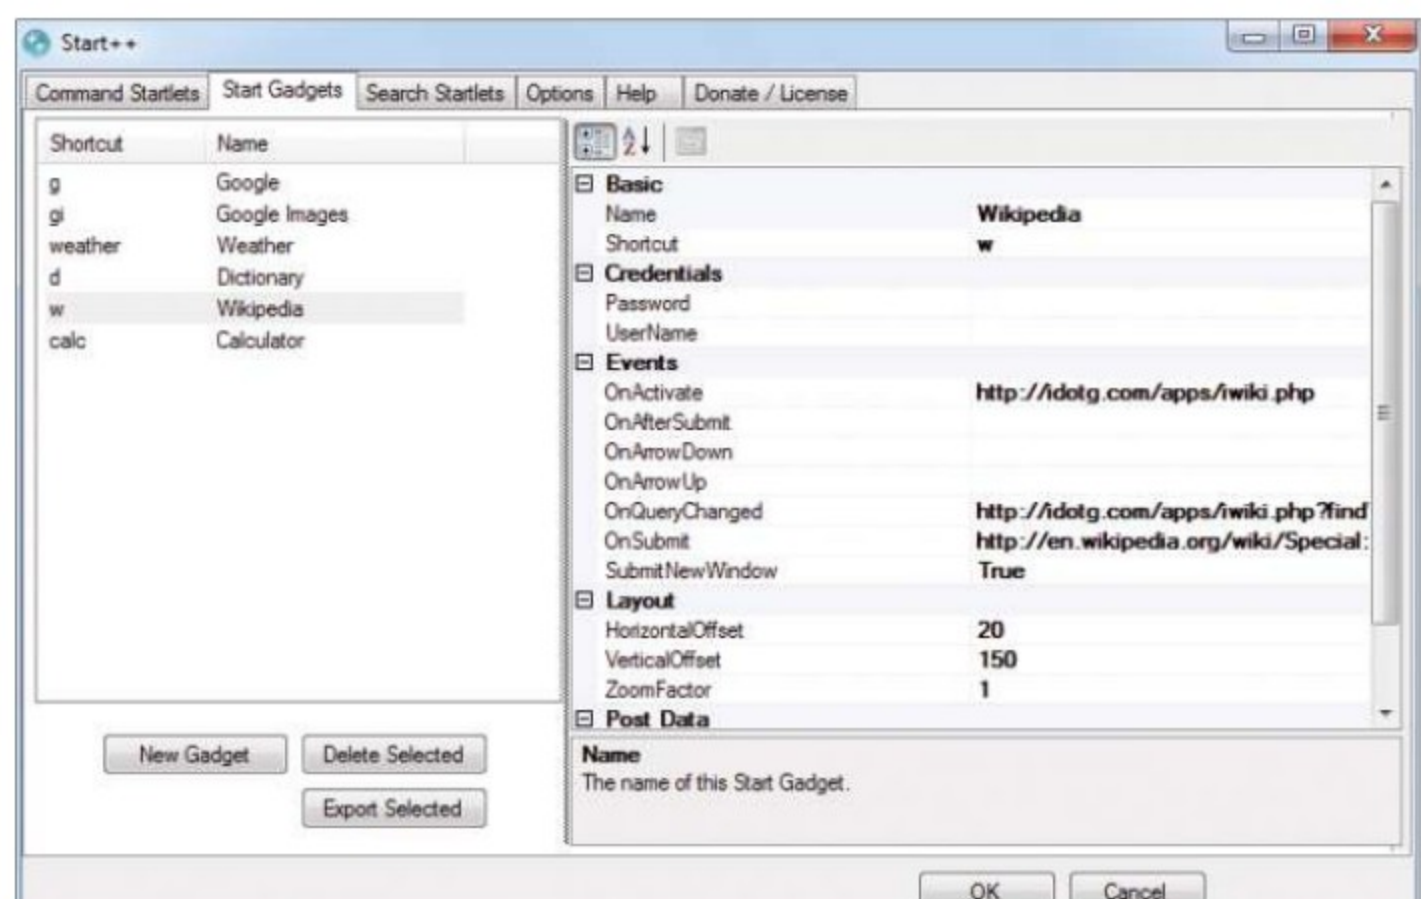 Start++
Command Startlets Start Gadgets Search Startlets Options Help Donate / License
Shortcut Name
g Google
gi Google Images
weather Weather
d Dictionary
w Wikipedia
calc Calculator
New Gadget Delete Selected
Export Selected
Basic
Name Wikipedia
Shortcut w
Credentials
Password
UserName
Events
OnActivate http://idotg.com/apps/iwiki.php
OnAfterSubmit
OnArrowDown
OnArrowUp
OnQueryChanged http://idotg.com/apps/iwiki.php?find
OnSubmit http://en.wikipedia.org/wiki/Special:
SubmitNewWindow True
Layout
HorizontalOffset 20
VerticalOffset 150
ZoomFactor 1
Post Data
Name
The name of this Start Gadget.
OK Cancel